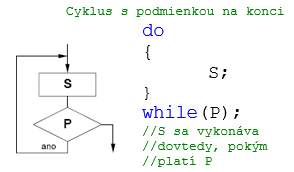 Cyklus s podmienkou na konci
do
{
S;
}
while(P);
//S sa vykonáva
//dovtedy, pokým
//platí P
S
P
ano